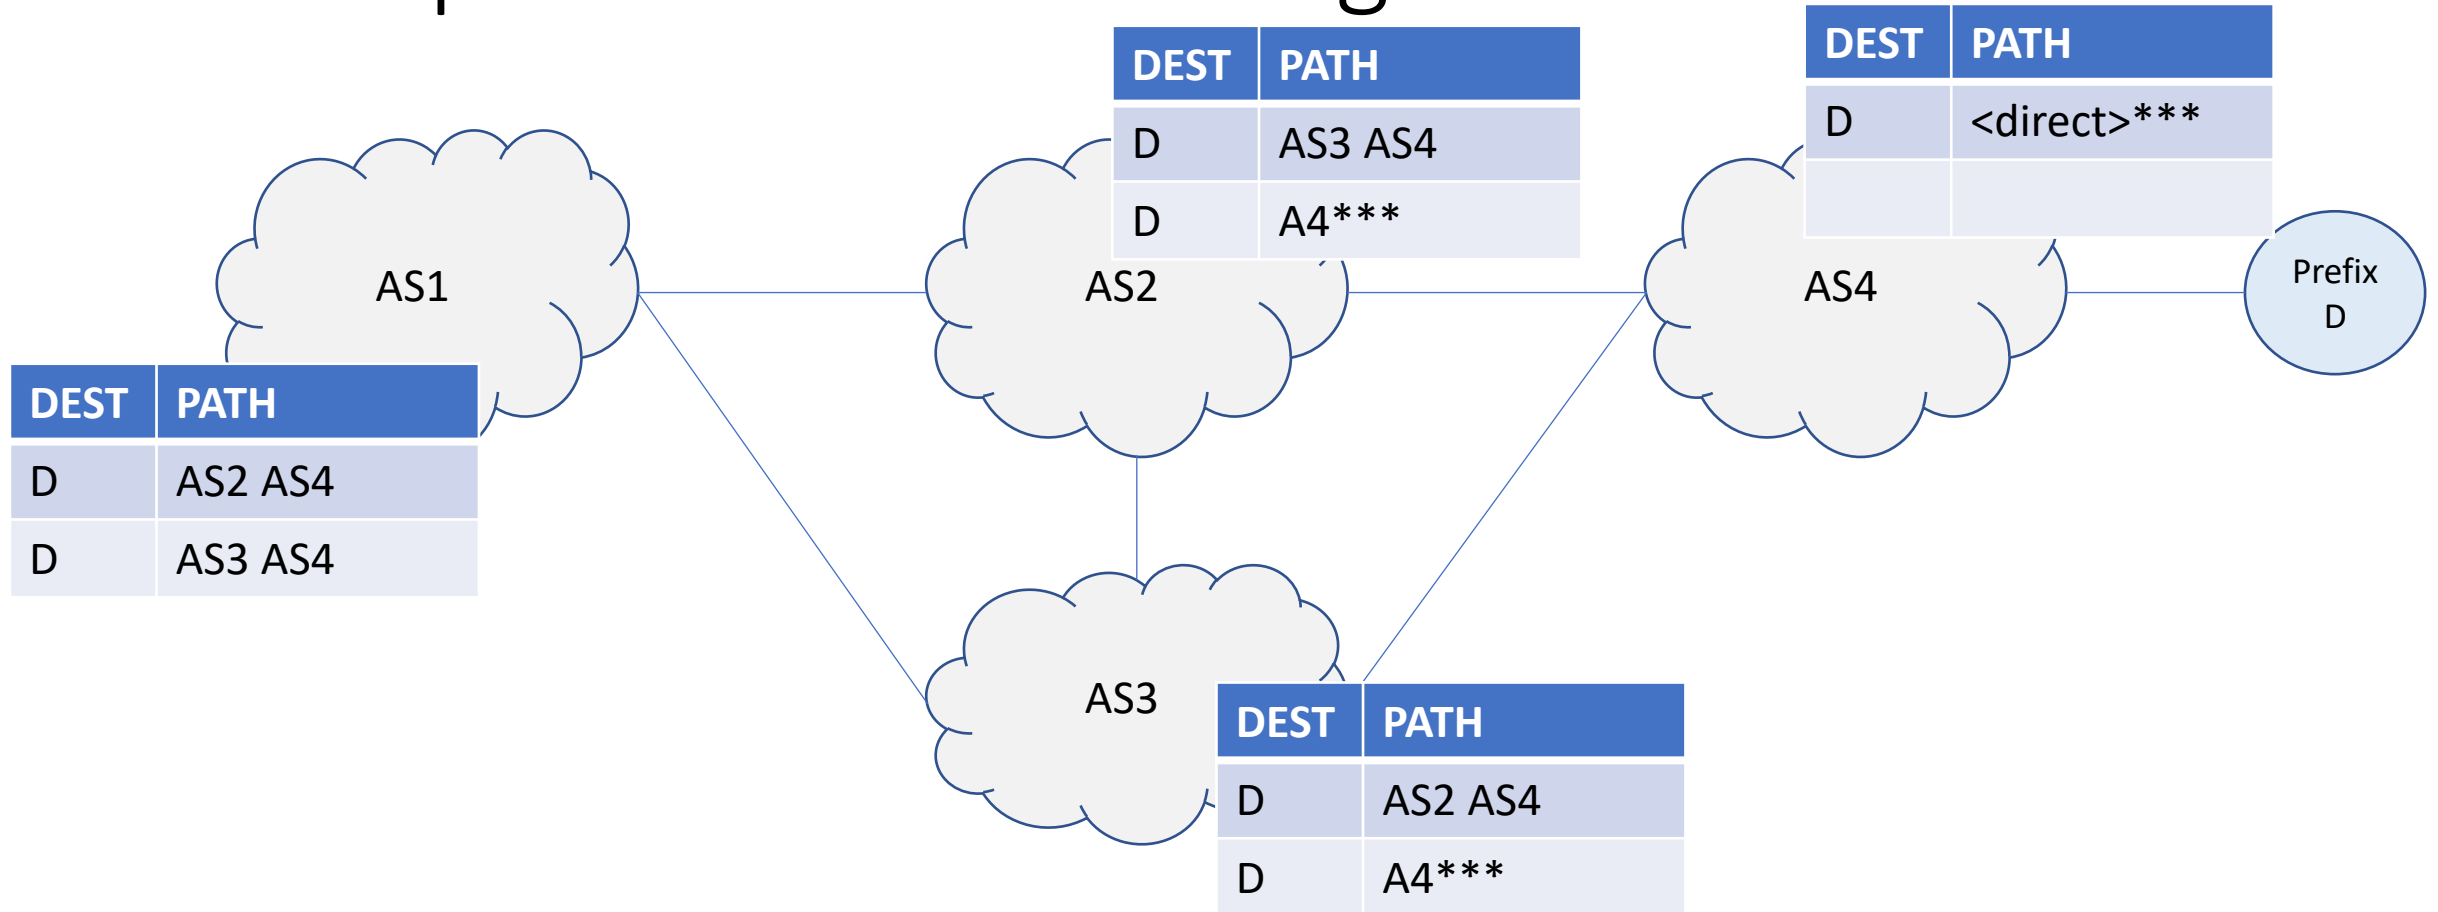 DEST PATH
D <direct>***
DEST PATH
D AS3 AS4
D A4***
AS1
AS2
AS4
Prefix
D
DEST PATH
D AS2 AS4
D AS3 AS4
AS3
DEST PATH
D AS2 AS4
D A4***